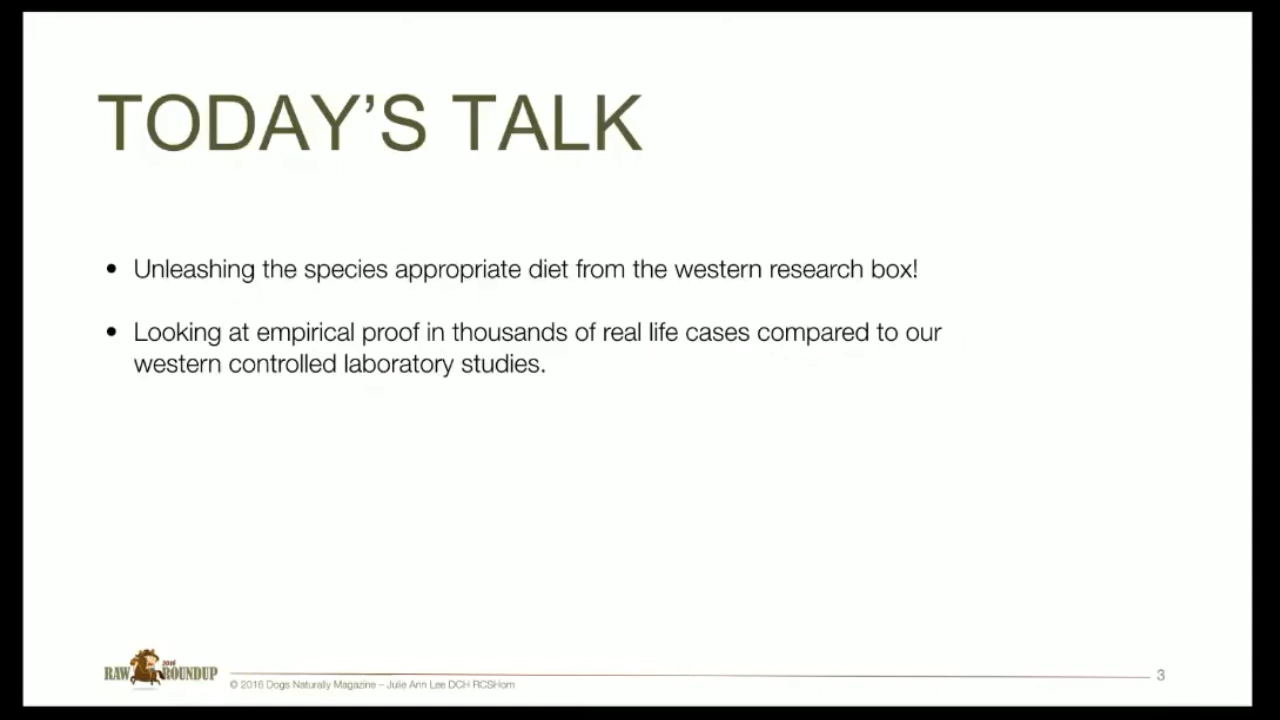 TODAY'S TALK
• Unleashing the species appropriate diet from the western research box!
• Looking at empirical proof in thousands of real life cases compared to our
western controlled laboratory studies.
RAW 2016 ROUNDUP
© 2016 Dogs Naturally Magazine – Julie Ann Lee DCH RCSHom
3